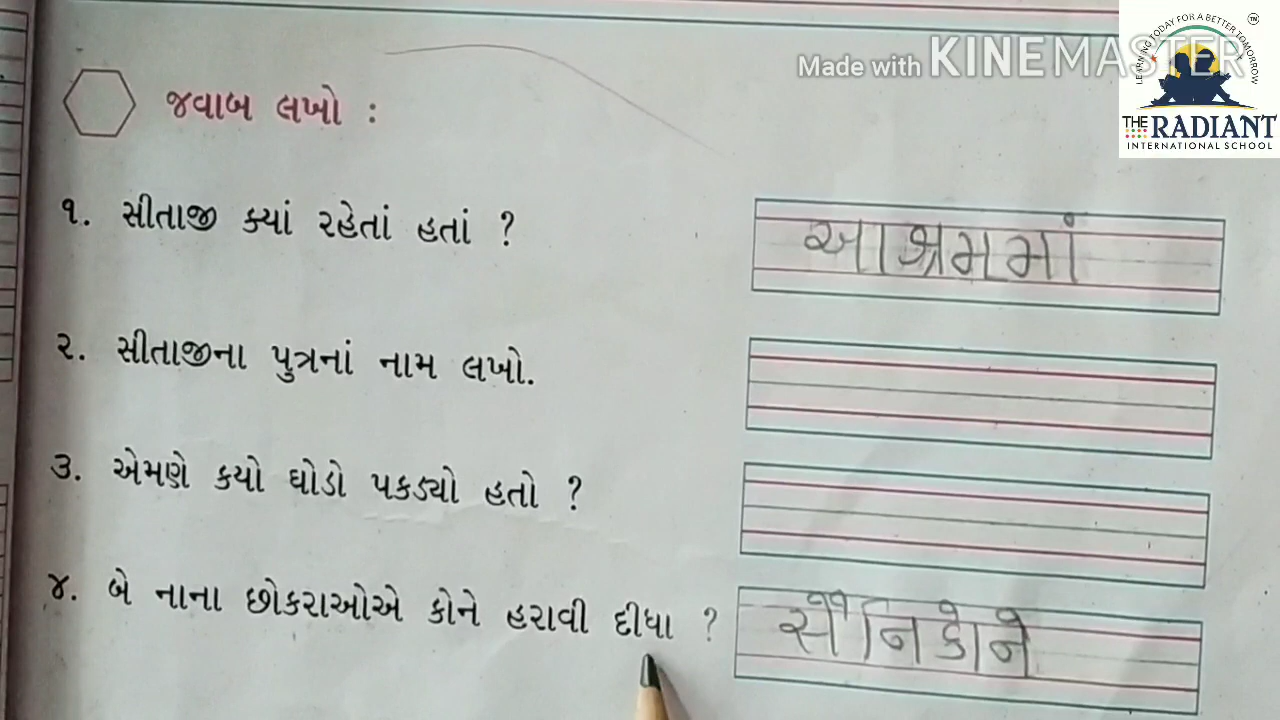 Made with KINEMASTER
LEARNING TODAY FOR A BETTER TOMORROW
TM
THE RADIANT
INTERNATIONAL SCHOOL
જવાબ લખો :
૧. સીતાજી ક્યાં રહેતાં હતાં ? આશ્રમમાં
૨. સીતાજીના પુત્રનાં નામ લખો.
૩. એમણે કયો ઘોડો પકડ્યો હતો ?
૪. બે નાના છોકરાઓએ કોને હરાવી દીધા ? સૈનિકોને